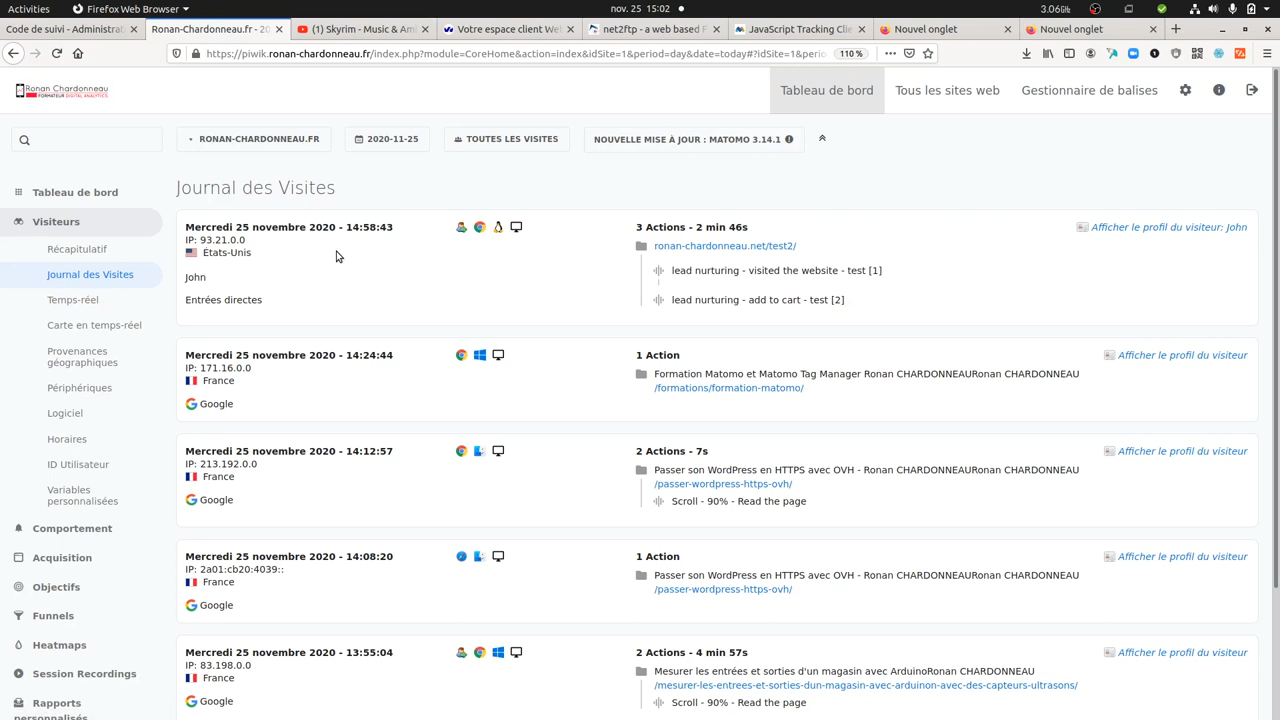 Activities
Firefox Web Browser
nov. 25 15:02
3.06GiB
Code de suivi - Administra
Ronan-Chardonneau.fr - 20
(1) Skyrim - Music & Ami
Votre espace client Web
net2ftp - a web based F
JavaScript Tracking Clie
Nouvel onglet
Nouvel onglet
https://piwik.ronan-chardonneau.fr/index.php?module=CoreHome&action=index&idSite=1&period=day&date=today#?idSite=1&perio
110 %
Ronan Chardonneau
FORMATEUR DIGITAL ANALYTICS
Tableau de bord
Tous les sites web
Gestionnaire de balises
RONAN-CHARDONNEAU.FR
2020-11-25
TOUTES LES VISITES
NOUVELLE MISE À JOUR : MATOMO 3.14.1
Tableau de bord
Visiteurs
Récapitulatif
Journal des Visites
Temps-réel
Carte en temps-réel
Provenances
géographiques
Périphériques
Logiciel
Horaires
ID Utilisateur
Variables
personnalisées
Comportement
Acquisition
Objectifs
Funnels
Heatmaps
Session Recordings
Rapports
personnalisés
Journal des Visites
Mercredi 25 novembre 2020 - 14:58:43
IP: 93.21.0.0
États-Unis
John
Entrées directes
3 Actions - 2 min 46s
ronan-chardonneau.net/test2/
lead nurturing - visited the website - test [1]
lead nurturing - add to cart - test [2]
Afficher le profil du visiteur: John
Mercredi 25 novembre 2020 - 14:24:44
IP: 171.16.0.0
France
Google
1 Action
Formation Matomo et Matomo Tag Manager Ronan CHARDONNEAURonan CHARDONNEAU
/formations/formation-matomo/
Afficher le profil du visiteur
Mercredi 25 novembre 2020 - 14:12:57
IP: 213.192.0.0
France
Google
2 Actions - 7s
Passer son WordPress en HTTPS avec OVH - Ronan CHARDONNEAURonan CHARDONNEAU
/passer-wordpress-https-ovh/
Scroll - 90% - Read the page
Afficher le profil du visiteur
Mercredi 25 novembre 2020 - 14:08:20
IP: 2a01:cb20:4039::
France
Google
1 Action
Passer son WordPress en HTTPS avec OVH - Ronan CHARDONNEAURonan CHARDONNEAU
/passer-wordpress-https-ovh/
Afficher le profil du visiteur
Mercredi 25 novembre 2020 - 13:55:04
IP: 83.198.0.0
France
Google
2 Actions - 4 min 57s
Mesurer les entrées et sorties d'un magasin avec ArduinoRonan CHARDONNEAU
/mesurer-les-entrees-et-sorties-dun-magasin-avec-arduinon-avec-des-capteurs-ultrasons/
Scroll - 90% - Read the page
Afficher le profil du visiteur